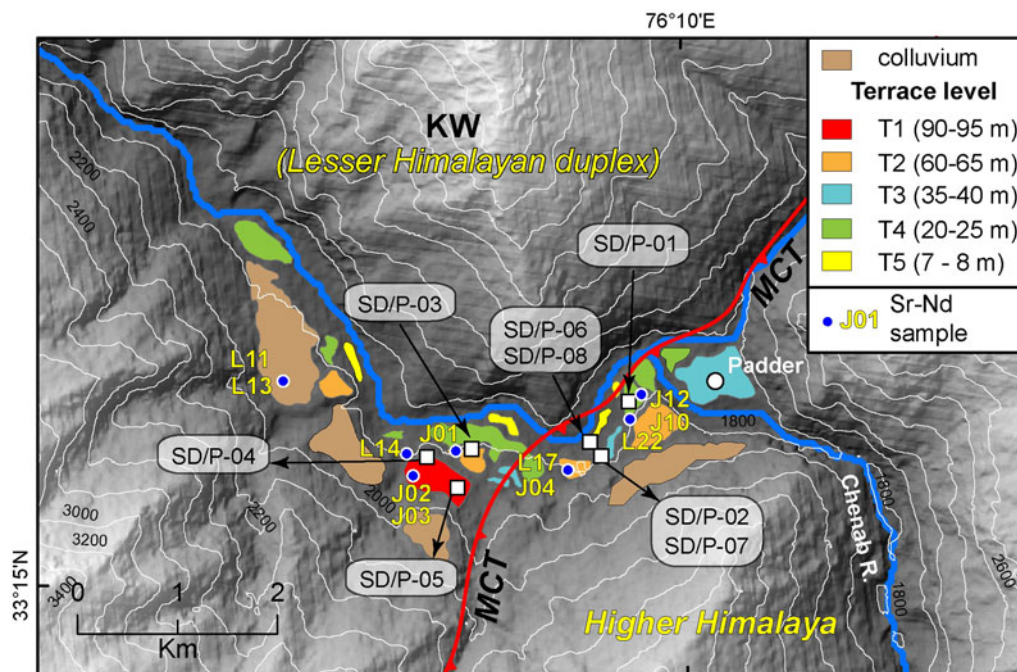 76°10'E
colluvium
Terrace level
T1 (90-95 m)
T2 (60-65 m)
T3 (35-40 m)
T4 (20-25 m)
T5 (7 - 8 m)
J01 Sr-Nd
sample
KW
(Lesser Himalayan duplex)
2200
2400
SD/P-01
MCT
SD/P-03
SD/P-06
SD/P-08
Padder
L11
L13
J12
J10
L22
1800
J01
L14
SD/P-04
L17
J04
J02
J03
2000
2200
3000
3200
3400
SD/P-02
SD/P-07
SD/P-05
MCT
Chenab R.
1800
1800
2600
33°15'N
0 1 2
Km
Higher Himalaya